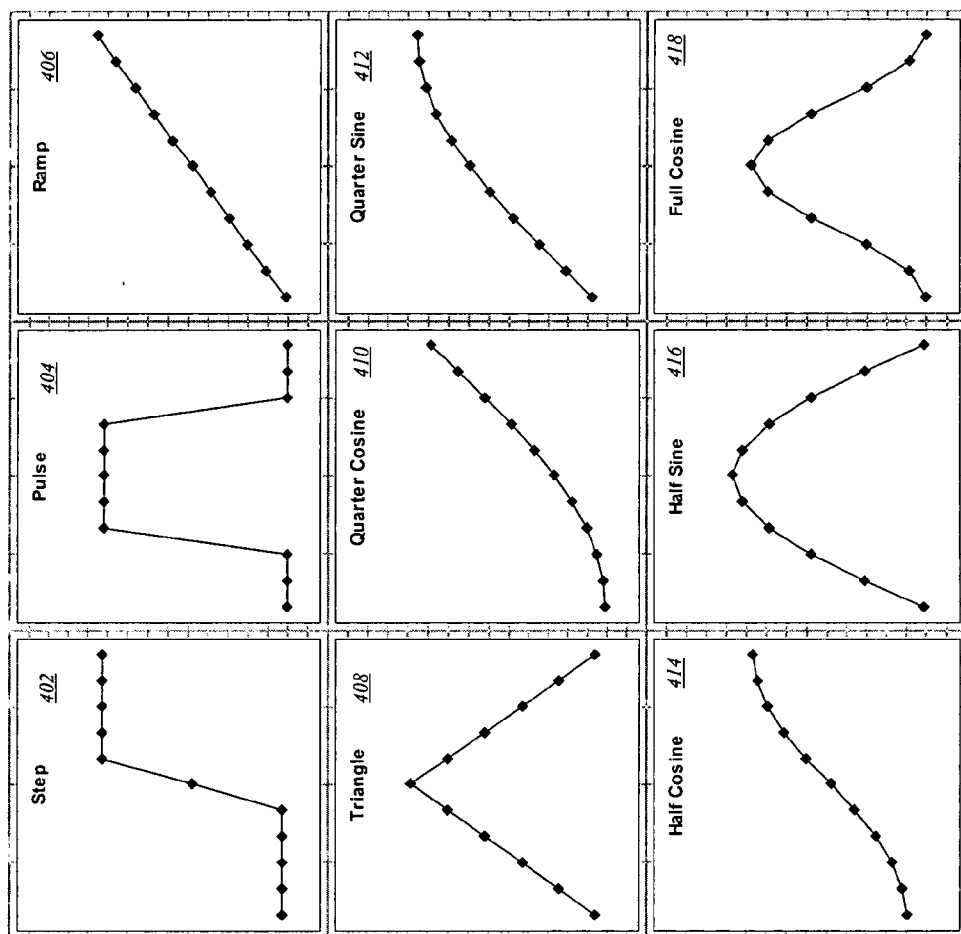 Step
402
Pulse
404
Ramp
406
Triangle
408
Quarter Cosine
410
Quarter Sine
412
Half Cosine
414
Half Sine
416
Full Cosine
418